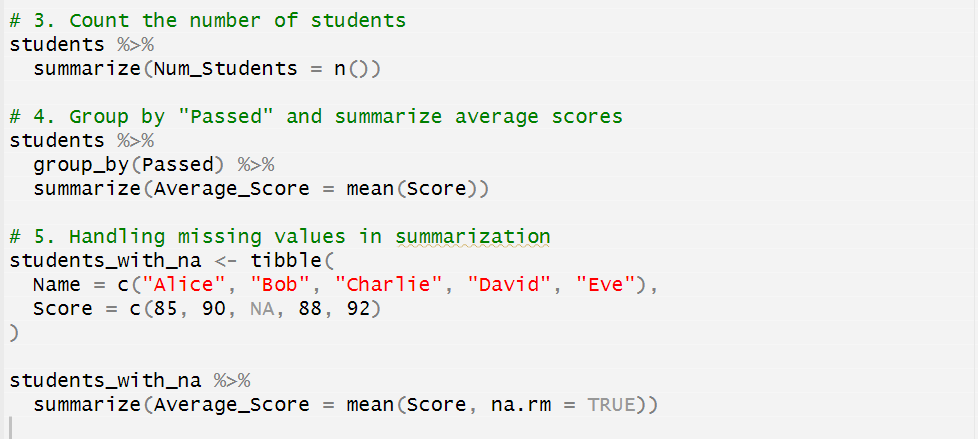 # 3. Count the number of students
students %>%
  summarize(Num_Students = n())
# 4. Group by "Passed" and summarize average scores
students %>%
  group_by(Passed) %>%
  summarize(Average_Score = mean(Score))
# 5. Handling missing values in summarization
students_with_na <- tibble(
  Name = c("Alice", "Bob", "Charlie", "David", "Eve"),
  Score = c(85, 90, NA, 88, 92)
)
students_with_na %>%
  summarize(Average_Score = mean(Score, na.rm = TRUE))